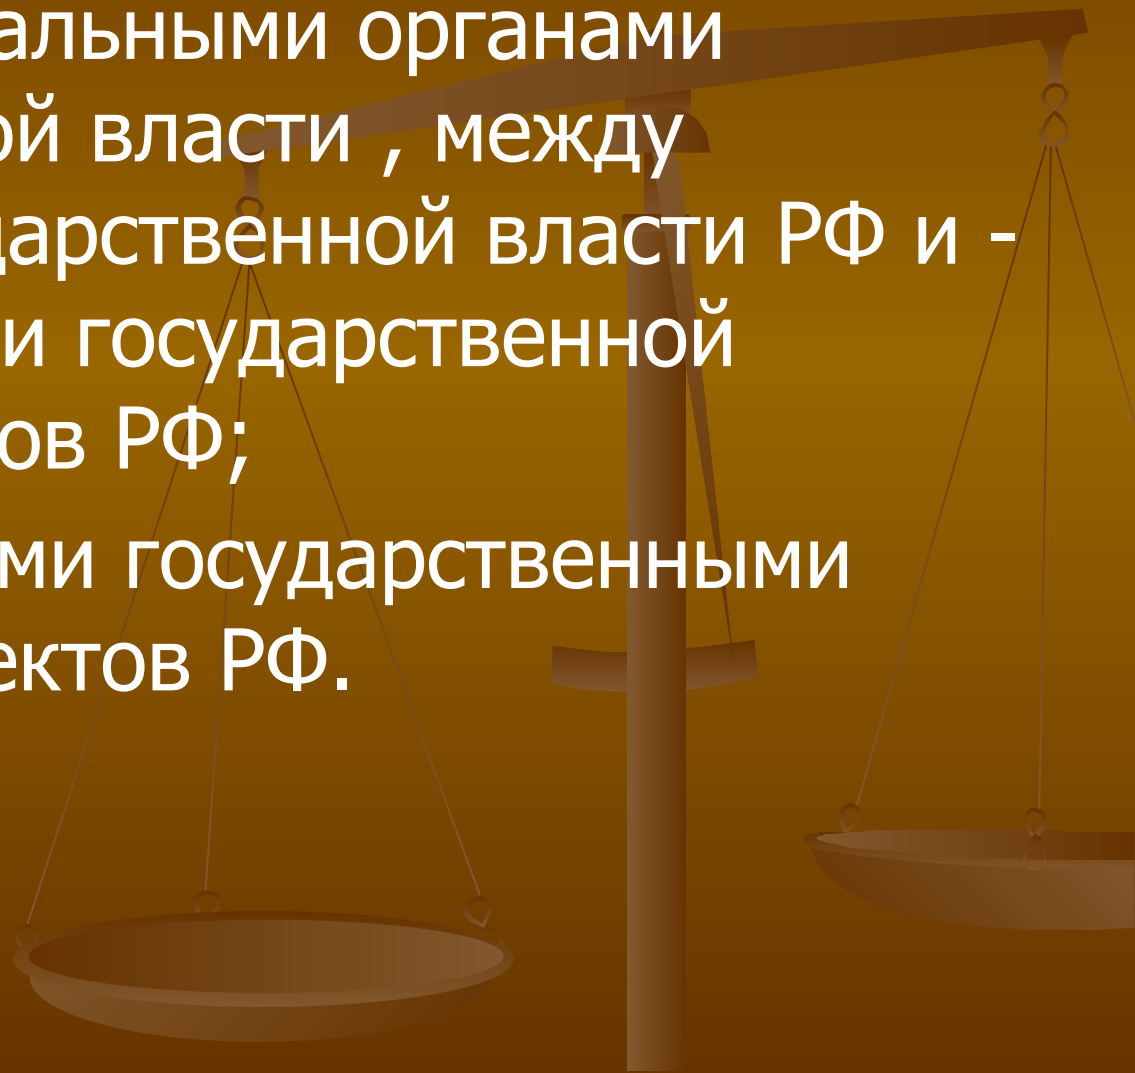 альными органами
ой власти , между
дарственной власти РФ и -
и государственной
ов РФ;
ми государственными
ектов РФ.